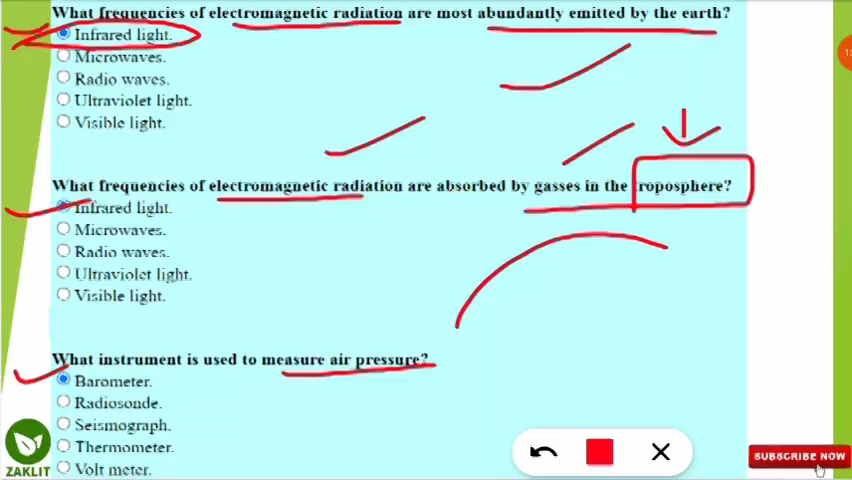 What frequencies of electromagnetic radiation are most abundantly emitted by the earth?
Infrared light.
Microwaves.
Radio waves.
Ultraviolet light.
Visible light.
What frequencies of electromagnetic radiation are absorbed by gasses in the troposphere?
Infrared light.
Microwaves.
Radio waves.
Ultraviolet light.
Visible light.
What instrument is used to measure air pressure?
Barometer.
Radiosonde.
Seismograph.
Thermometer.
Volt meter.
ZAKLIT
SUBSCRIBE NOW